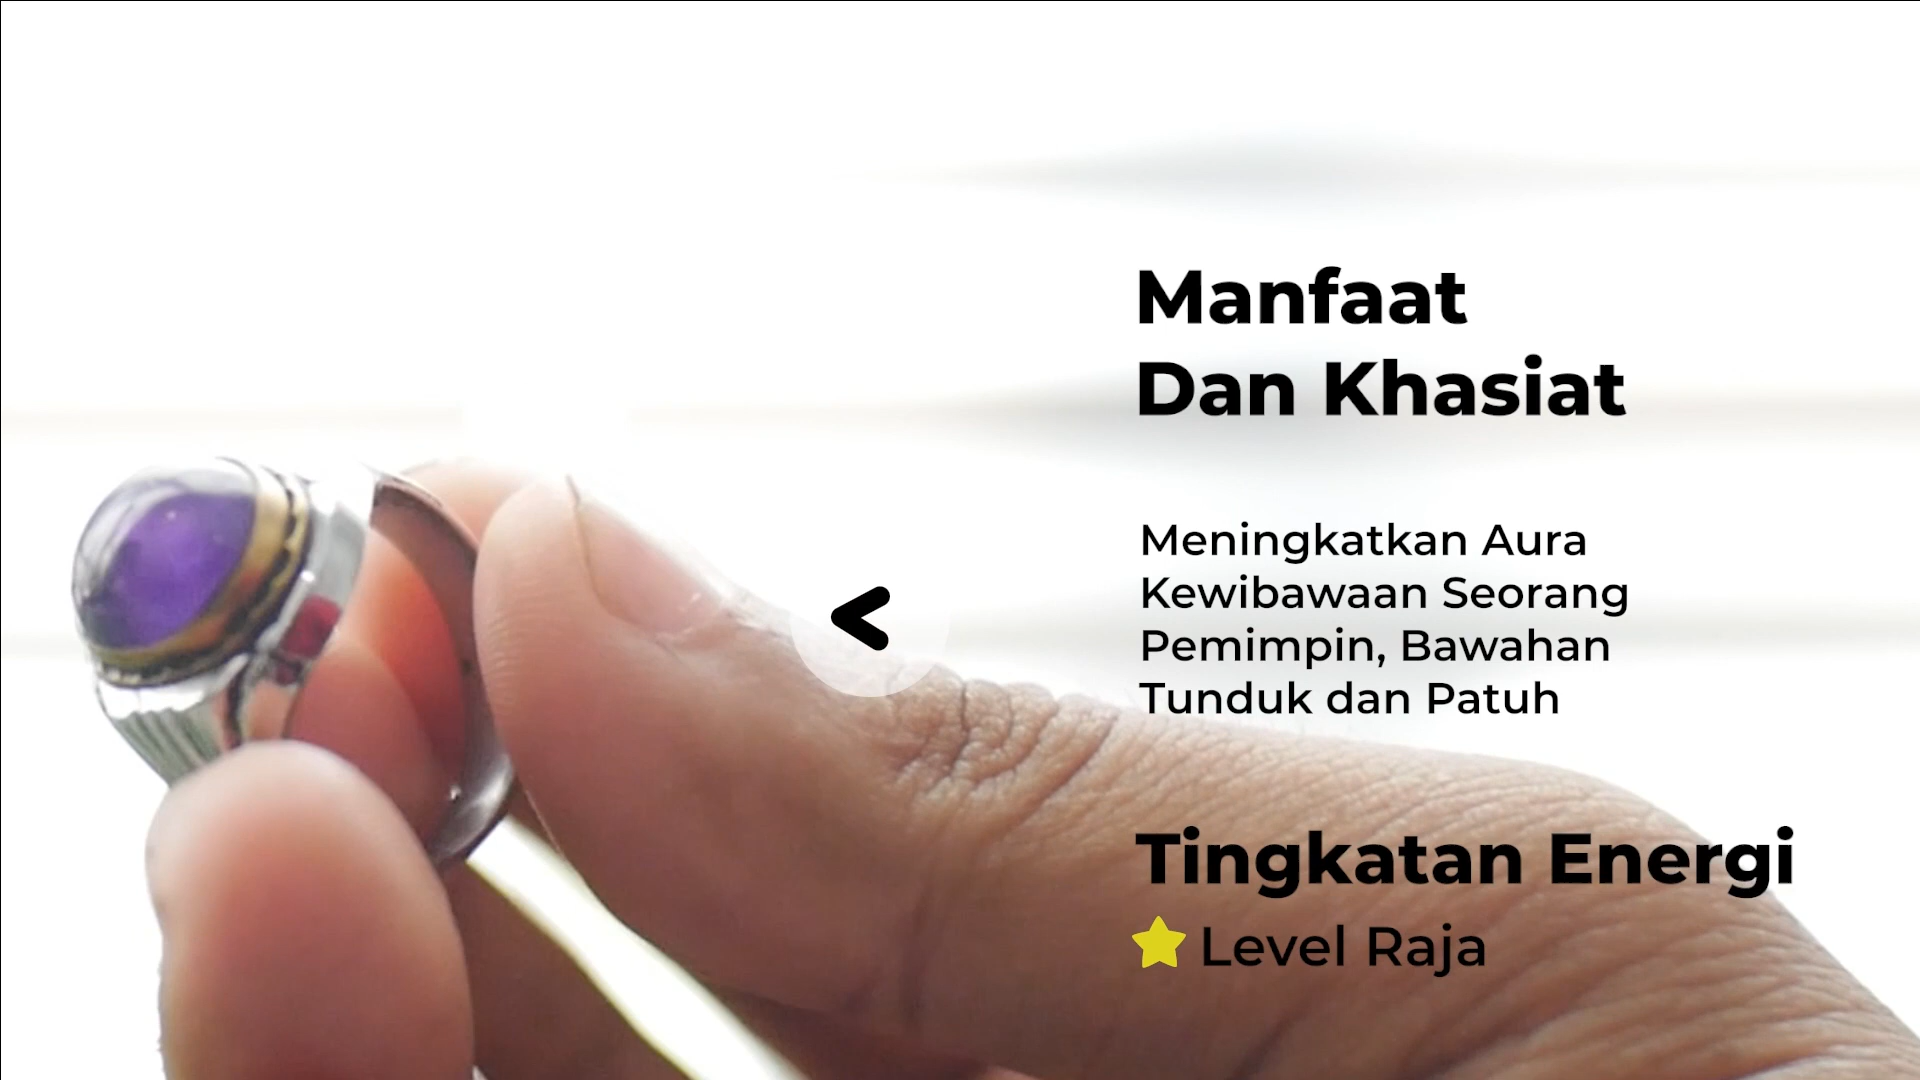 Manfaat
Dan Khasiat
Meningkatkan Aura
Kewibawaan Seorang
Pemimpin, Bawahan
Tunduk dan Patuh
Tingkatan Energi
Level Raja